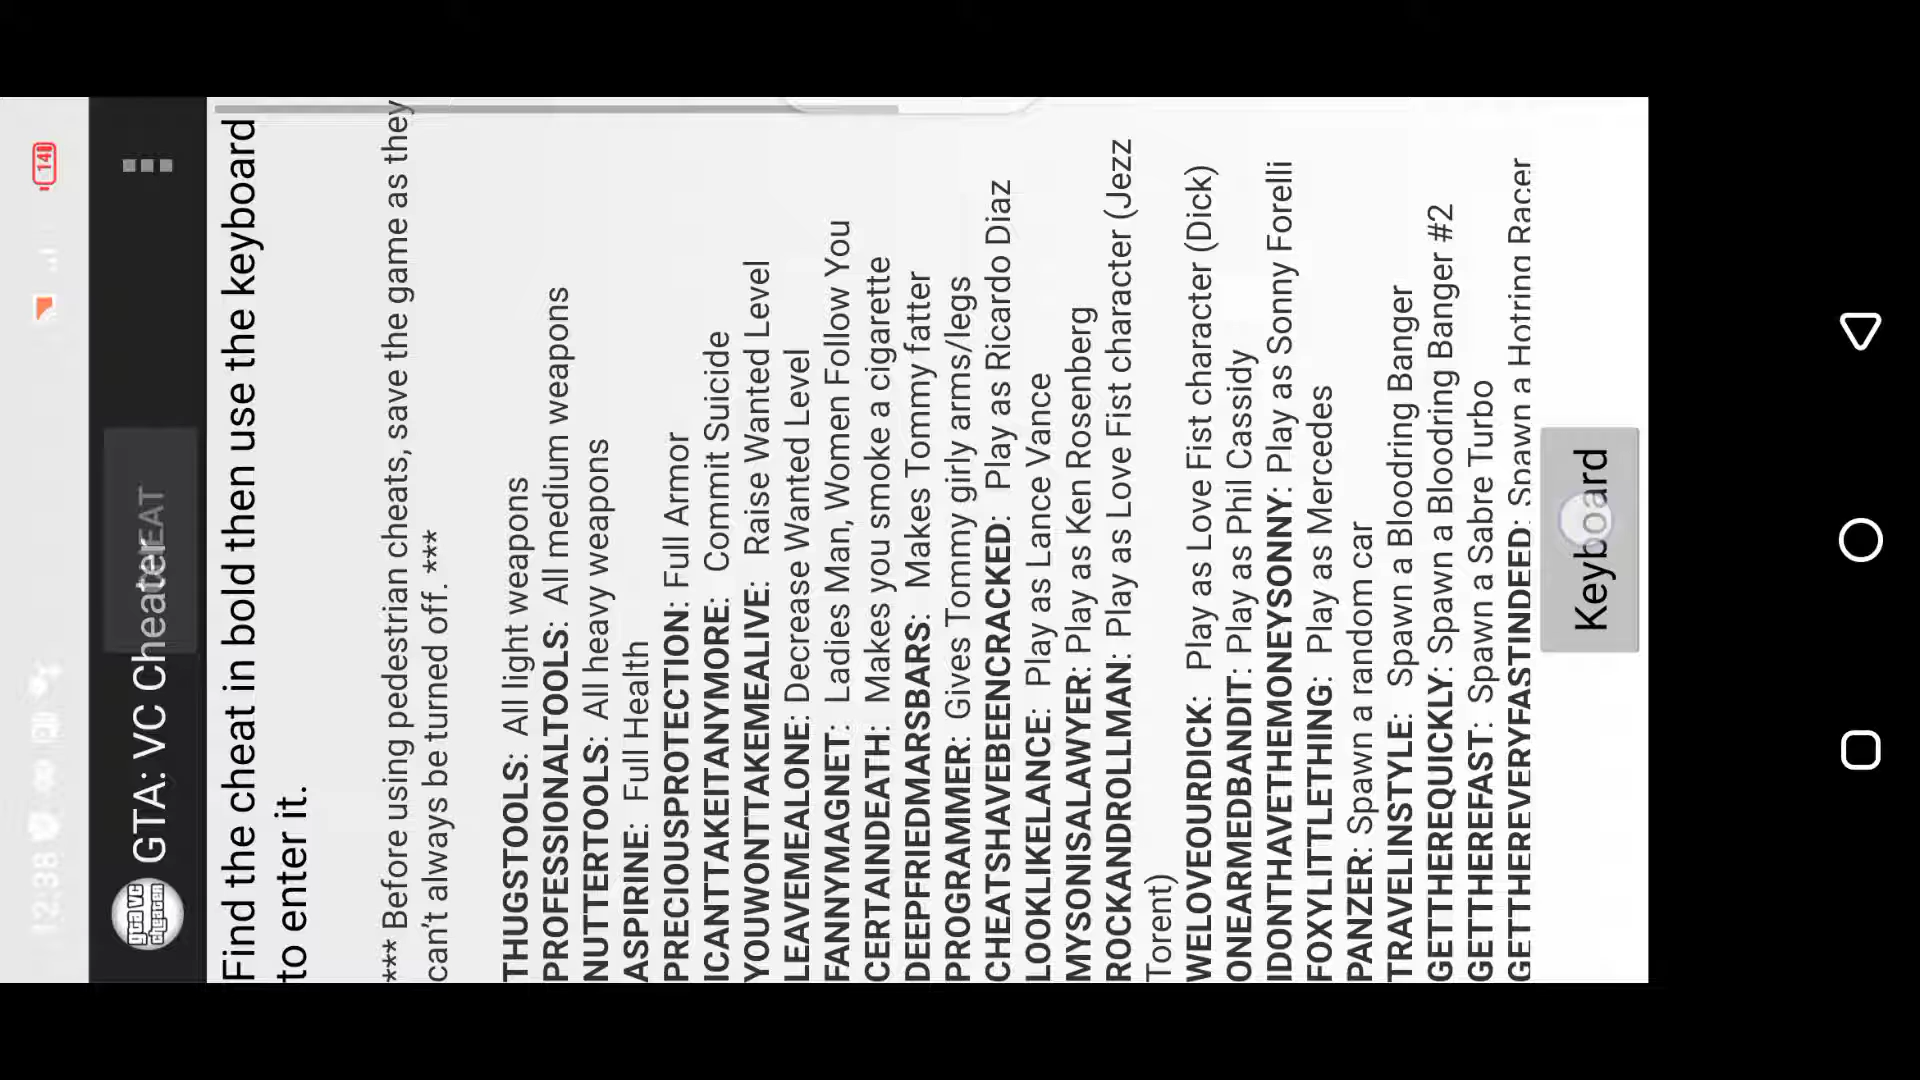 12:38
14
GTA: VC Cheater
Find the cheat in bold then use the keyboard
to enter it.
*** Before using pedestrian cheats, save the game as they
can't always be turned off. ***
THUGSTOOLS: All light weapons
PROFESSIONALTOOLS: All medium weapons
NUTTERTOOLS: All heavy weapons
ASPIRINE: Full Health
PRECIOUSPROTECTION: Full Armor
ICANTTAKEITANYMORE: Commit Suicide
YOUWONTTAKEMEALIVE: Raise Wanted Level
LEAVEMEALONE: Decrease Wanted Level
FANNYMAGNET: Ladies Man, Women Follow You
CERTAINDEATH: Makes you smoke a cigarette
DEEPFRIEDMARSBARS: Makes Tommy fatter
PROGRAMMER: Gives Tommy girly arms/legs
CHEATSHAVEBEENCRACKED: Play as Ricardo Diaz
LOOKLIKELANCE: Play as Lance Vance
MYSONISALAWYER: Play as Ken Rosenberg
ROCKANDROLLMAN: Play as Love Fist character (Jezz
Torent)
WELOVEOURDICK: Play as Love Fist character (Dick)
ONEARMEDBANDIT: Play as Phil Cassidy
IDONTHAVETHEMONEYSONNY: Play as Sonny Forelli
FOXYLITTLETHING: Play as Mercedes
PANZER: Spawn a random car
TRAVELINSTYLE: Spawn a Bloodring Banger
GETTHEREQUICKLY: Spawn a Bloodring Banger #2
GETTHEREFAST: Spawn a Sabre Turbo
GETTHEREVERYFASTINDEED: Spawn a Hotring Racer
Keyboard